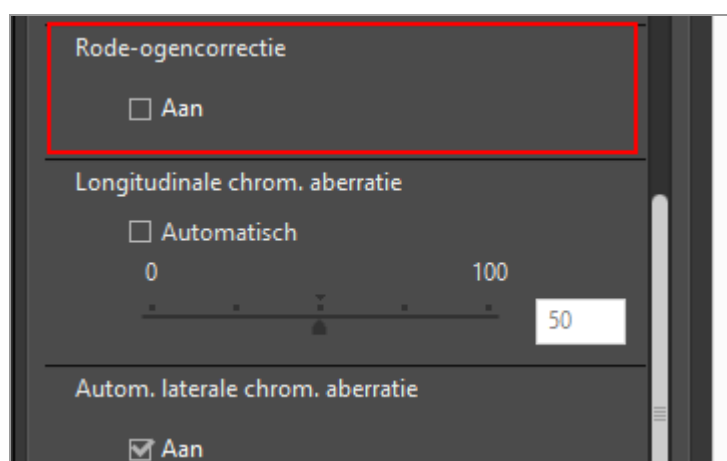 Rode-ogencorrectie
Aan
Longitudinale chrom. aberratie
Automatisch
0 100
50
Autom. laterale chrom. aberratie
Aan